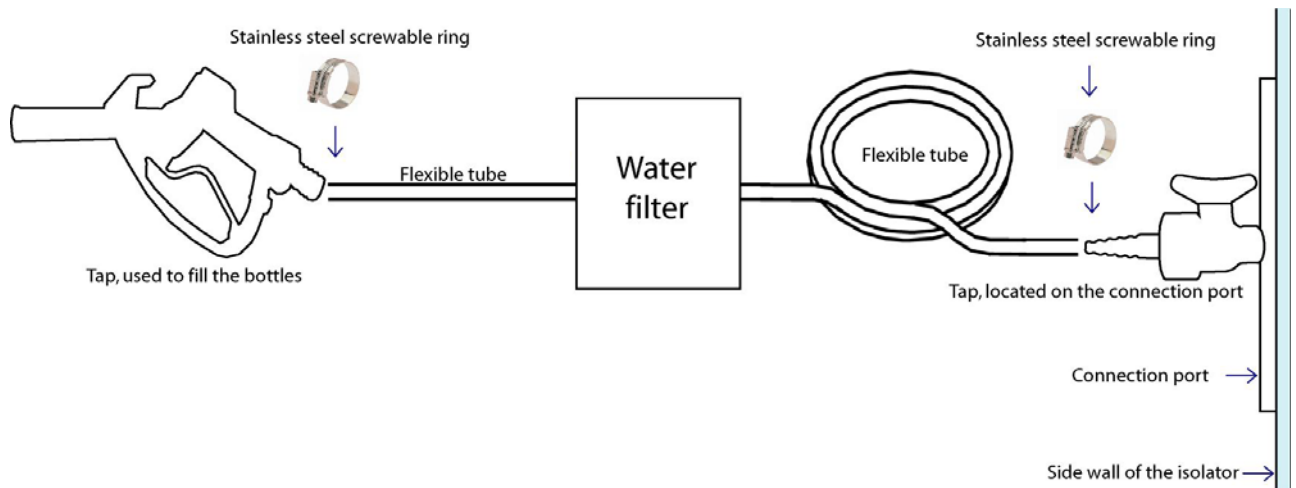 Stainless steel screwable ring
Stainless steel screwable ring
Flexible tube
Water
filter
Flexible tube
Tap, used to fill the bottles
Tap, located on the connection port
Connection port
Side wall of the isolator